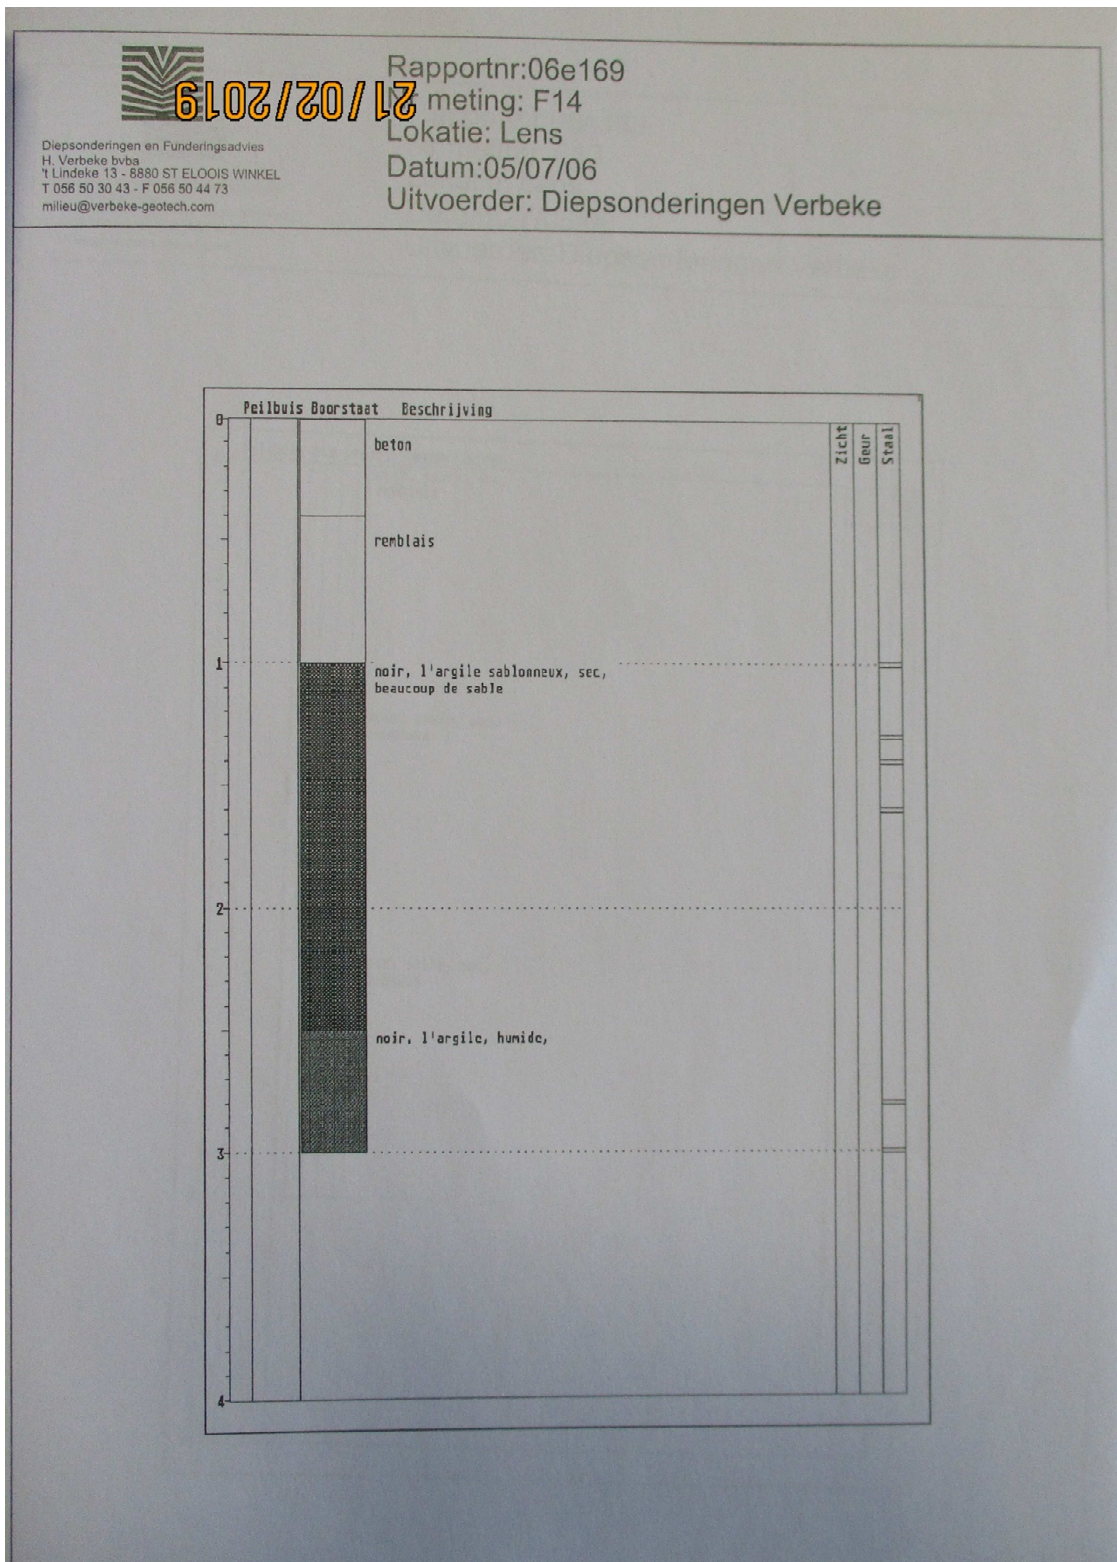 21/02/2019
Diepsonderingen en Funderingsadvies
H. Verbeke bvba
't Lindeke 13 - 8880 ST ELOOIS WINKEL
T 056 50 30 43 - F 056 50 44 73
milieu@verbeke-geotech.com
Rapportnr:06e169
Nr meting: F14
Lokatie: Lens
Datum:05/07/06
Uitvoerder: Diepsonderingen Verbeke
Peilbuis Boorstaat Beschrijving
Zicht
Geur
Staal
0
beton
remblais
1
noir, l'argile sablonneux, sec,
beaucoup de sable
2
noir, l'argile, humide,
3
4